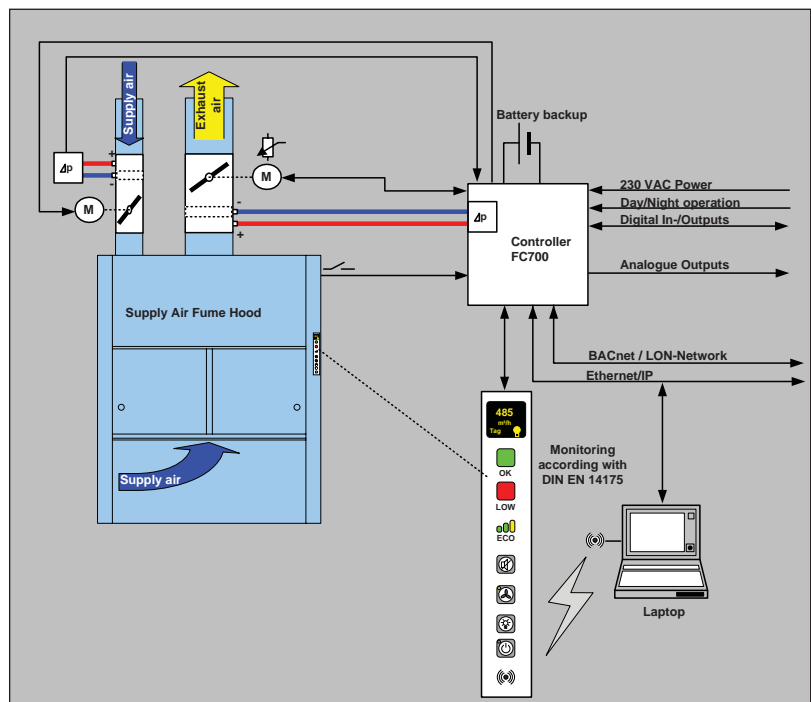 Supply air
Exhaust
air
Battery backup
+
Δp
-
M
M
-
+
Δp
Controller
FC700
230 VAC Power
Day/Night operation
Digital In-/Outputs
Analogue Outputs
Supply Air Fume Hood
BACnet / LON-Network
Ethernet/IP
485
m³/h
Tag
OK
LOW
ECO
Monitoring
according with
DIN EN 14175
Supply air
Laptop